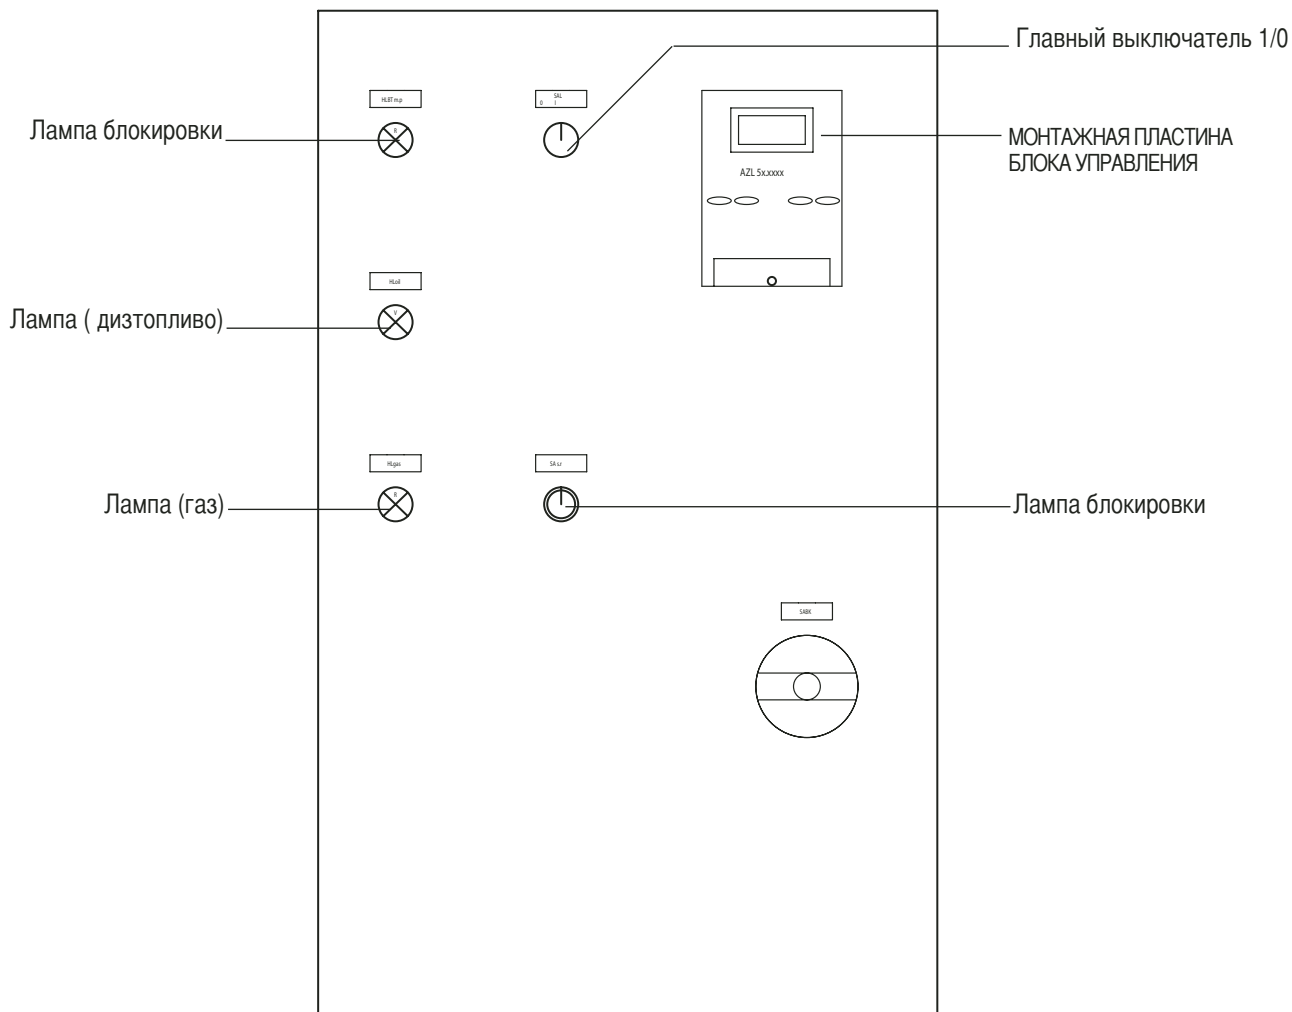 Главный выключатель 1/0
HLBT m.p
SAL
0 I
Лампа блокировки
R
МОНТАЖНАЯ ПЛАСТИНА
БЛОКА УПРАВЛЕНИЯ
AZL 5x.xxxx
HLoil
Лампа ( дизтопливо)
V
HLgas
SA s.r
Лампа (газ)
R
Лампа блокировки
SABK